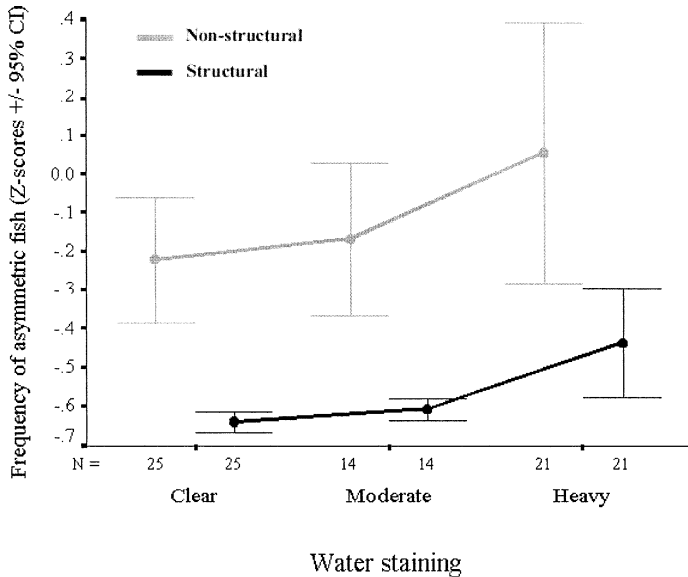 Frequency of asymmetric fish (Z-scores +/- 95% CI)
.4
.3
.2
.1
0.0
-.1
-.2
-.3
-.4
-.5
-.6
-.7
Non-structural
Structural
N = 25 25 14 14 21 21
Clear Moderate Heavy
Water staining